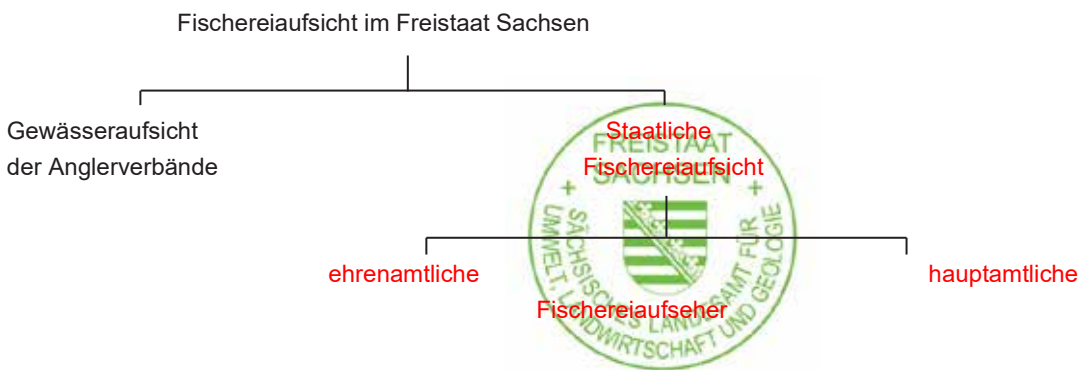 Fischereiaufsicht im Freistaat Sachsen
Gewässeraufsicht
der Anglerverbände
Staatliche
Fischereiaufsicht
ehrenamtliche
hauptamtliche
Fischereiaufseher
FREISTAAT
SACHSEN
SÄCHSISCHES LANDESAMT FÜR
UMWELT, LANDWIRTSCHAFT UND GEOLOGIE